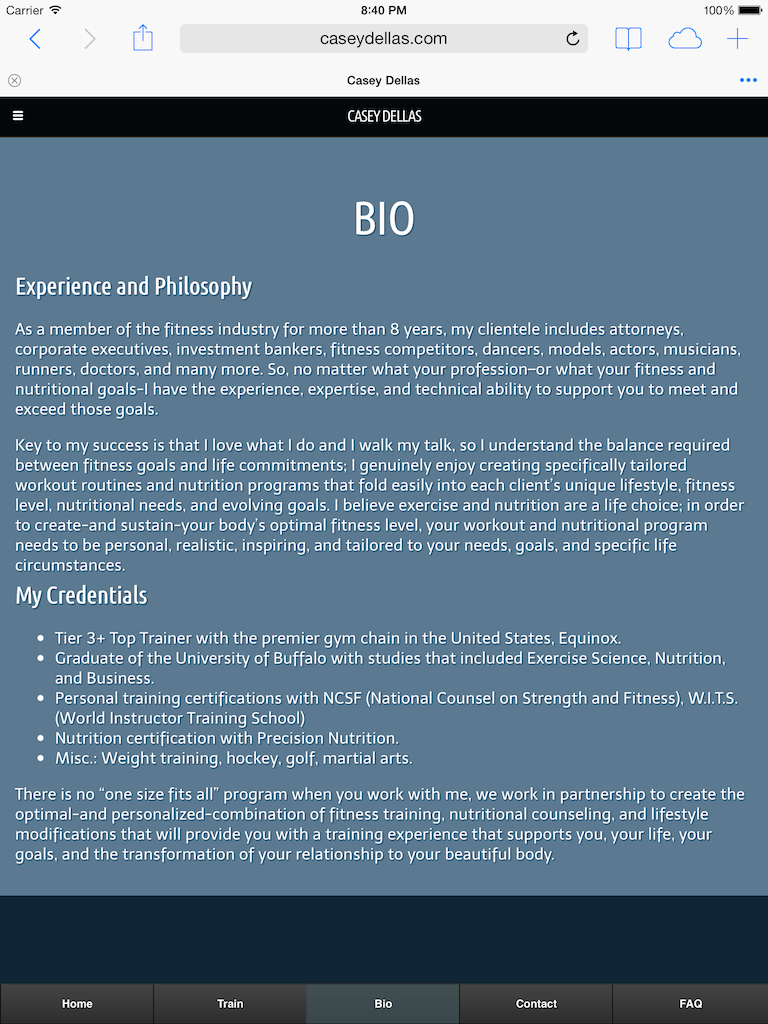 Carrier 8:40 PM 100%
caseydellas.com
Casey Dellas
CASEY DELLAS
BIO
Experience and Philosophy
As a member of the fitness industry for more than 8 years, my clientele includes attorneys,
corporate executives, investment bankers, fitness competitors, dancers, models, actors, musicians,
runners, doctors, and many more. So, no matter what your profession–or what your fitness and
nutritional goals–I have the experience, expertise, and technical ability to support you to meet and
exceed those goals.
Key to my success is that I love what I do and I walk my talk, so I understand the balance required
between fitness goals and life commitments; I genuinely enjoy creating specifically tailored
workout routines and nutrition programs that fold easily into each client's unique lifestyle, fitness
level, nutritional needs, and evolving goals. I believe exercise and nutrition are a life choice; in order
to create-and sustain-your body's optimal fitness level, your workout and nutritional program
needs to be personal, realistic, inspiring, and tailored to your needs, goals, and specific life
circumstances.
My Credentials
• Tier 3+ Top Trainer with the premier gym chain in the United States, Equinox.
• Graduate of the University of Buffalo with studies that included Exercise Science, Nutrition,
and Business.
• Personal training certifications with NCSF (National Counsel on Strength and Fitness), W.I.T.S.
(World Instructor Training School)
• Nutrition certification with Precision Nutrition.
• Misc.: Weight training, hockey, golf, martial arts.
There is no “one size fits all” program when you work with me, we work in partnership to create the
optimal-and personalized-combination of fitness training, nutritional counseling, and lifestyle
modifications that will provide you with a training experience that supports you, your life, your
goals, and the transformation of your relationship to your beautiful body.
Home Train Bio Contact FAQ